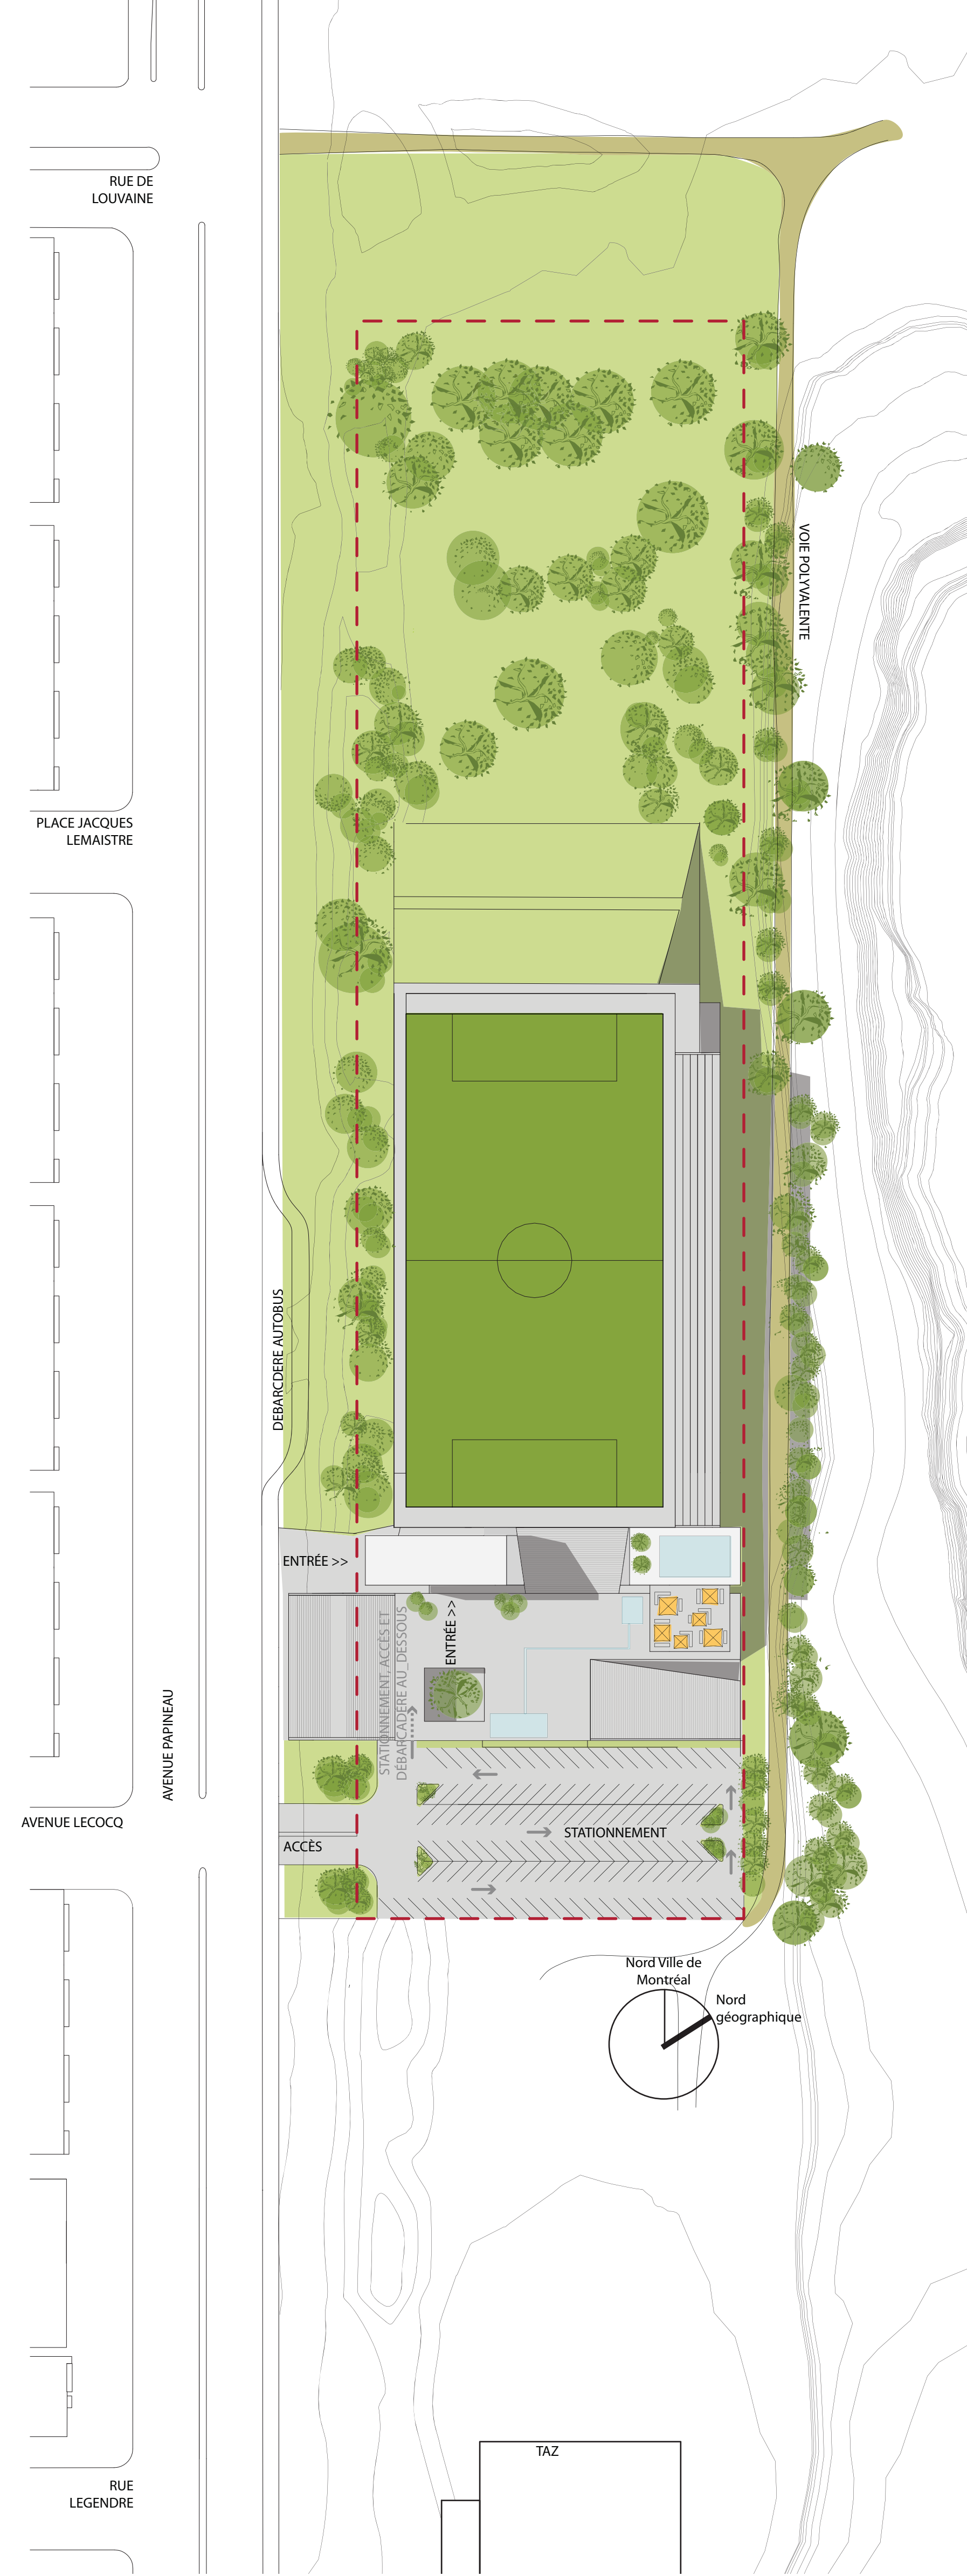 RUE DE
LOUVAINE
VOIE POLYVALENTE
PLACE JACQUES
LEMAISTRE
DEBARCDERE AUTOBUS
ENTRÉE >>
ENTRÉE >>
STATIONNEMENT, ACCÈS ET
DÉBARCADERE AU_DESSOUS
AVENUE PAPINEAU
AVENUE LECOCQ
ACCÈS
STATIONNEMENT
Nord Ville de
Montréal
Nord
géographique
TAZ
RUE
LEGENDRE